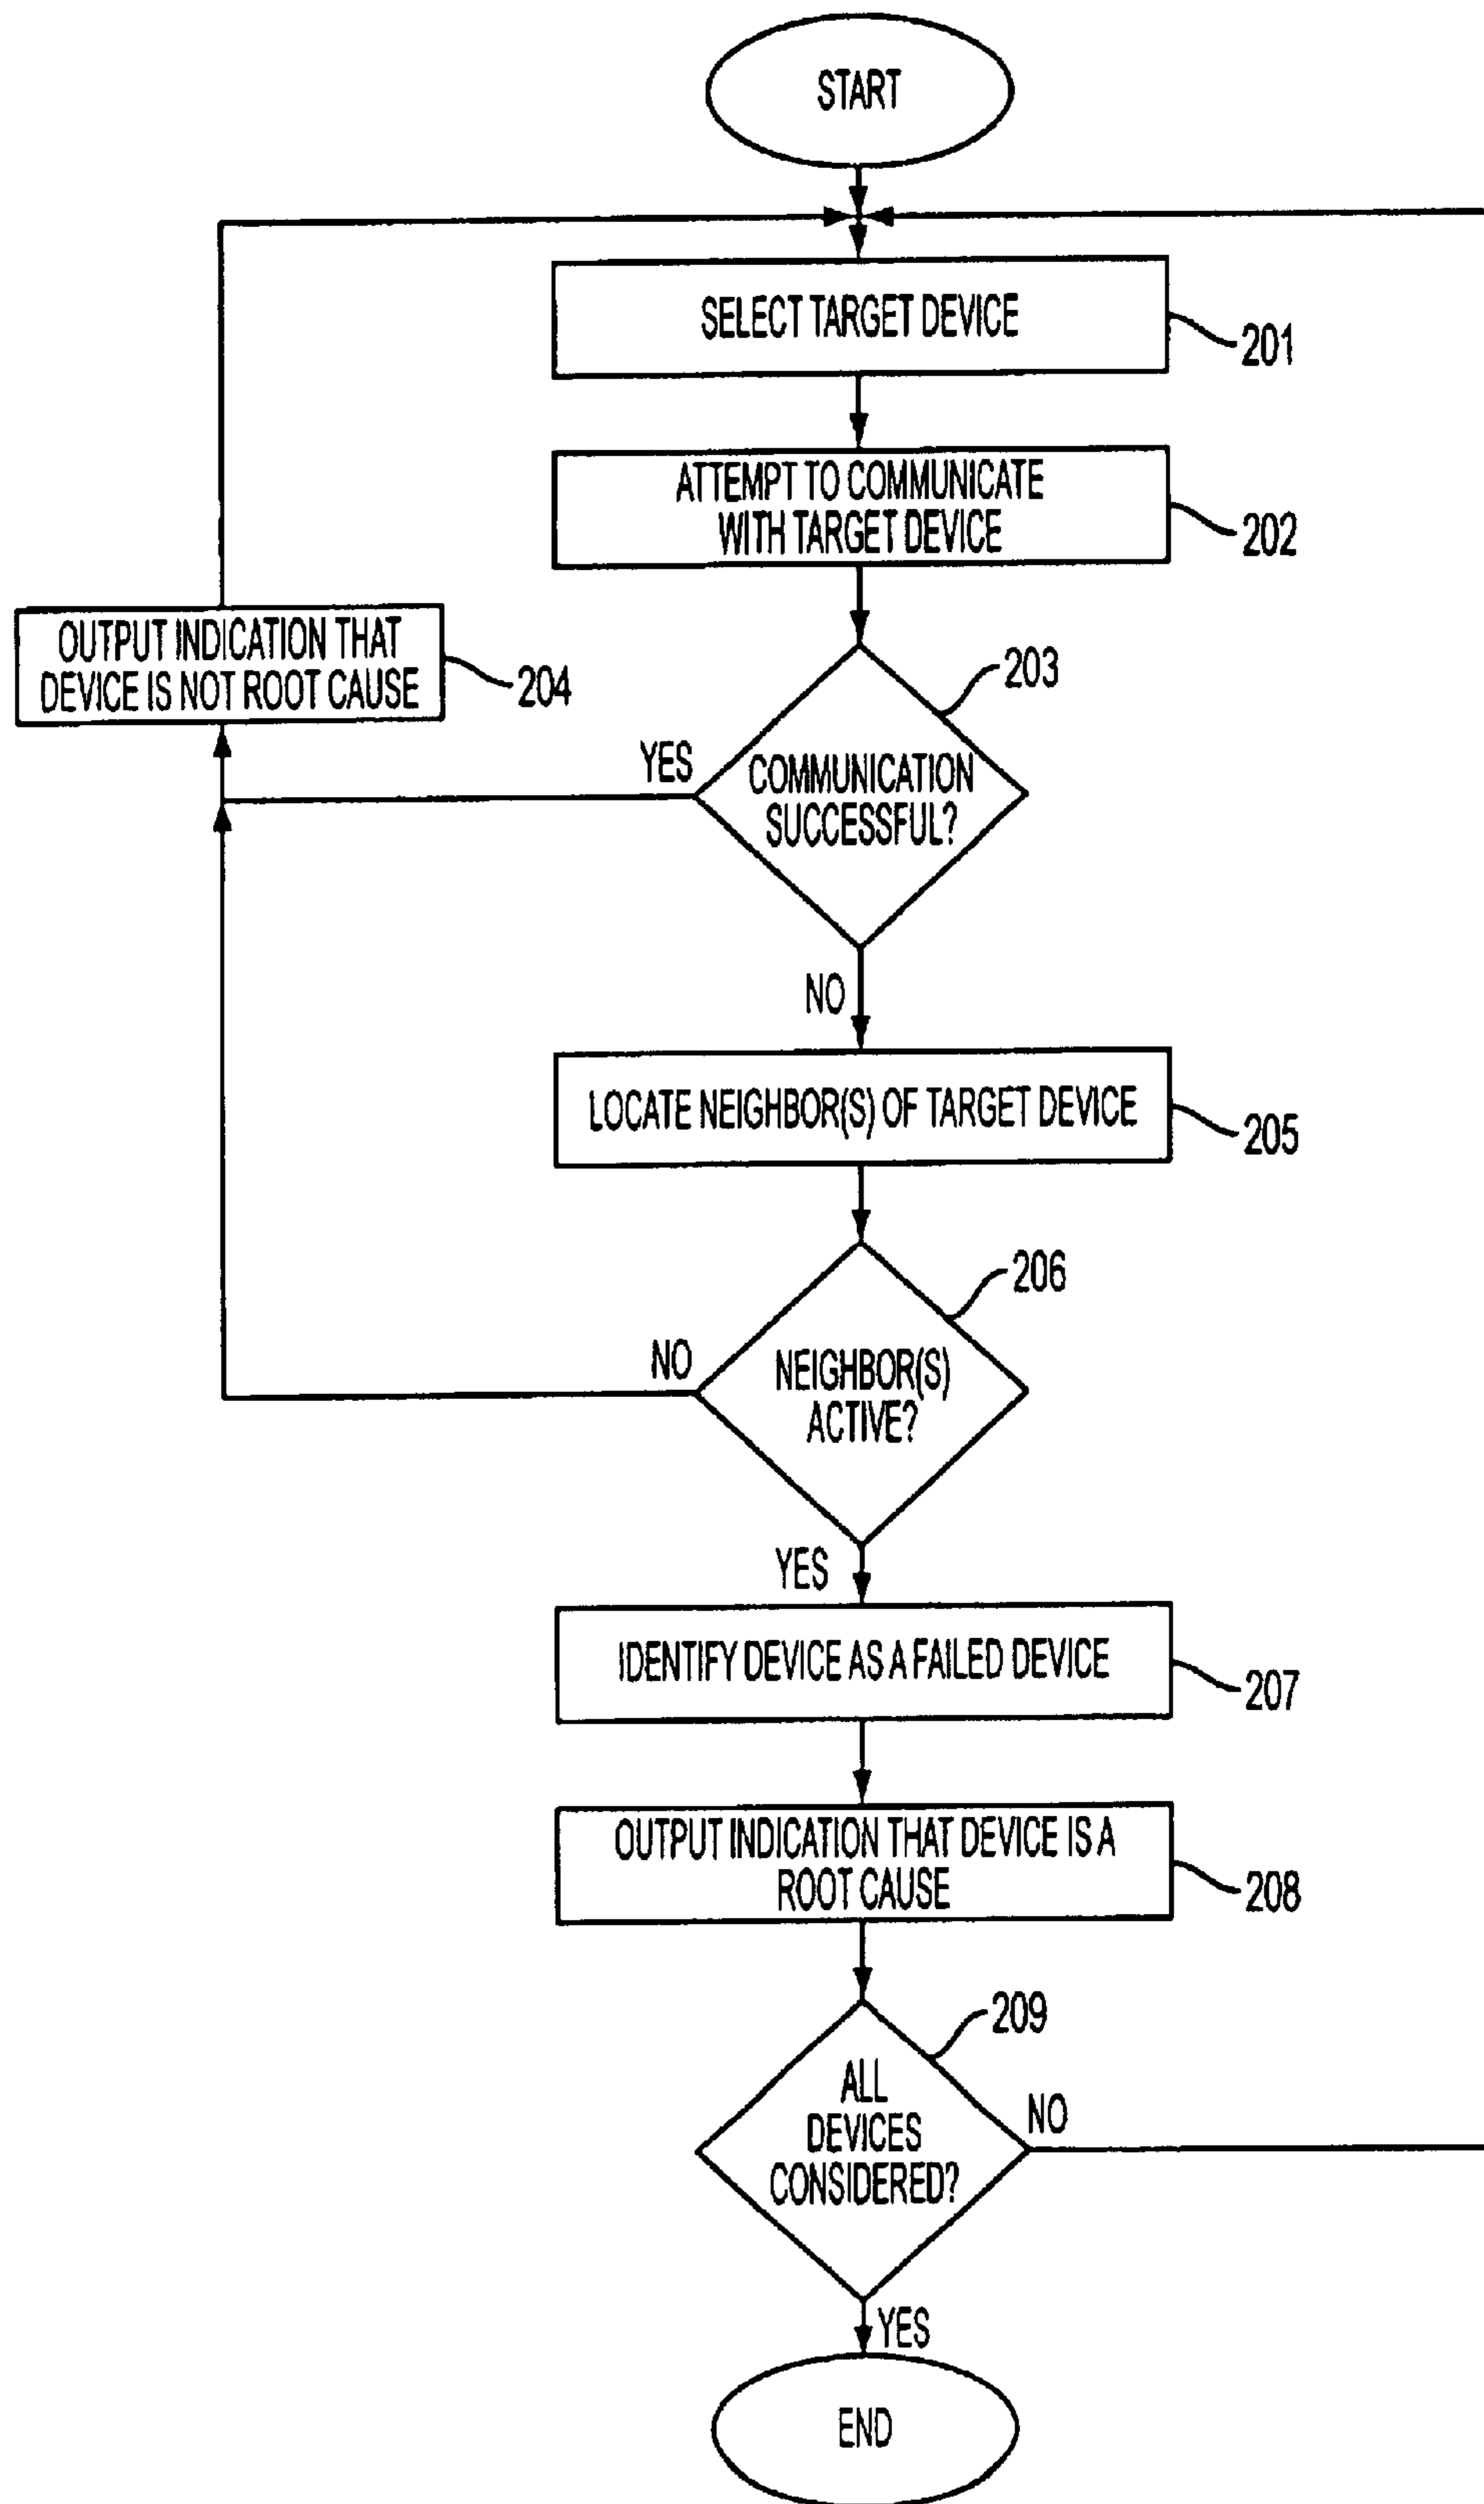 START
SELECT TARGET DEVICE
201
ATTEMPT TO COMMUNICATE
WITH TARGET DEVICE
202
OUTPUT INDICATION THAT
DEVICE IS NOT ROOT CAUSE
204
203
YES
COMMUNICATION
SUCCESSFUL?
NO
LOCATE NEIGHBOR(S) OF TARGET DEVICE
205
206
NO
NEIGHBOR(S)
ACTIVE?
YES
IDENTIFY DEVICE AS A FAILED DEVICE
207
OUTPUT INDICATION THAT DEVICE IS A
ROOT CAUSE
208
209
ALL
DEVICES
CONSIDERED?
NO
YES
END